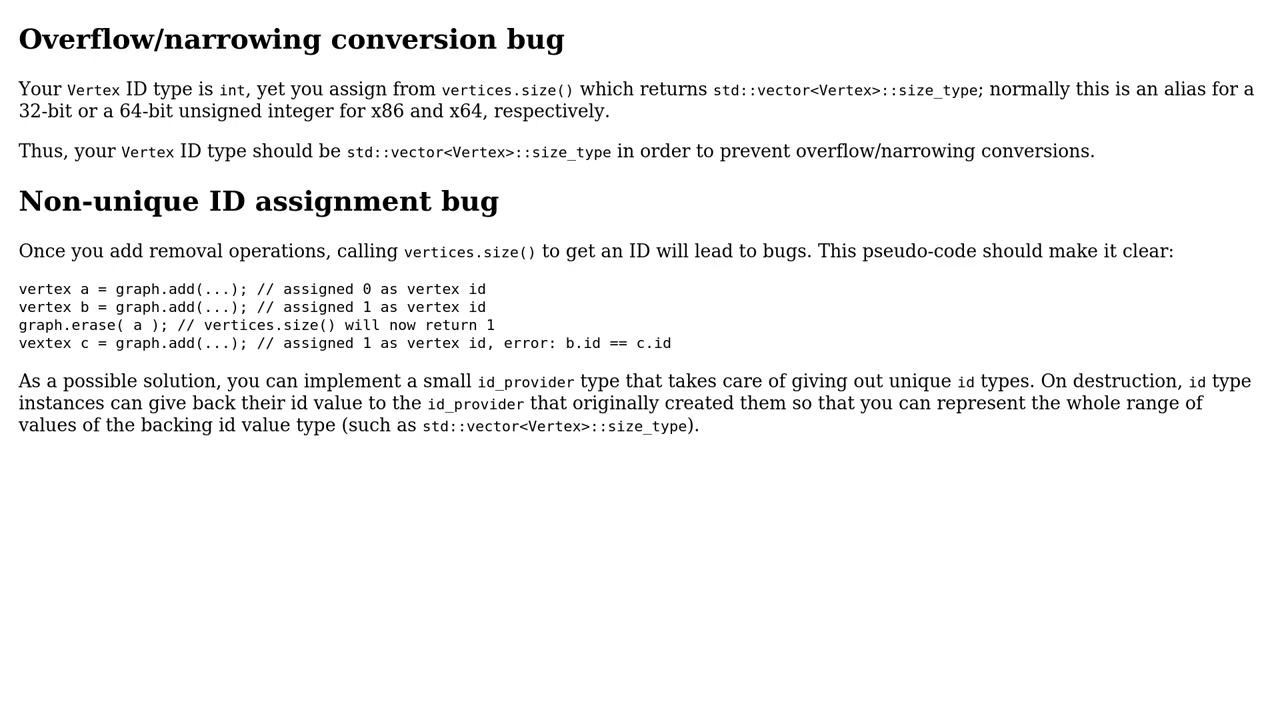 Overflow/narrowing conversion bug
Your Vertex ID type is int, yet you assign from vertices.size() which returns std::vector<Vertex>::size_type; normally this is an alias for a
32-bit or a 64-bit unsigned integer for x86 and x64, respectively.
Thus, your Vertex ID type should be std::vector<Vertex>::size_type in order to prevent overflow/narrowing conversions.
Non-unique ID assignment bug
Once you add removal operations, calling vertices.size() to get an ID will lead to bugs. This pseudo-code should make it clear:
vertex a = graph.add(...); // assigned 0 as vertex id
vertex b = graph.add(...); // assigned 1 as vertex id
graph.erase( a ); // vertices.size() will now return 1
vextex c = graph.add(...); // assigned 1 as vertex id, error: b.id == c.id
As a possible solution, you can implement a small id_provider type that takes care of giving out unique id types. On destruction, id type
instances can give back their id value to the id_provider that originally created them so that you can represent the whole range of
values of the backing id value type (such as std::vector<Vertex>::size_type).